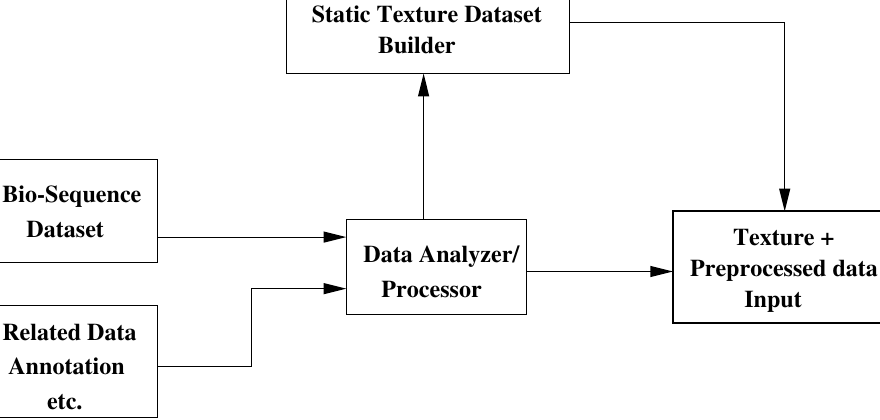 Static Texture Dataset
Builder
Bio-Sequence
Dataset
Data Analyzer/
Processor
Texture +
Preprocessed data
Input
Related Data
Annotation
etc.